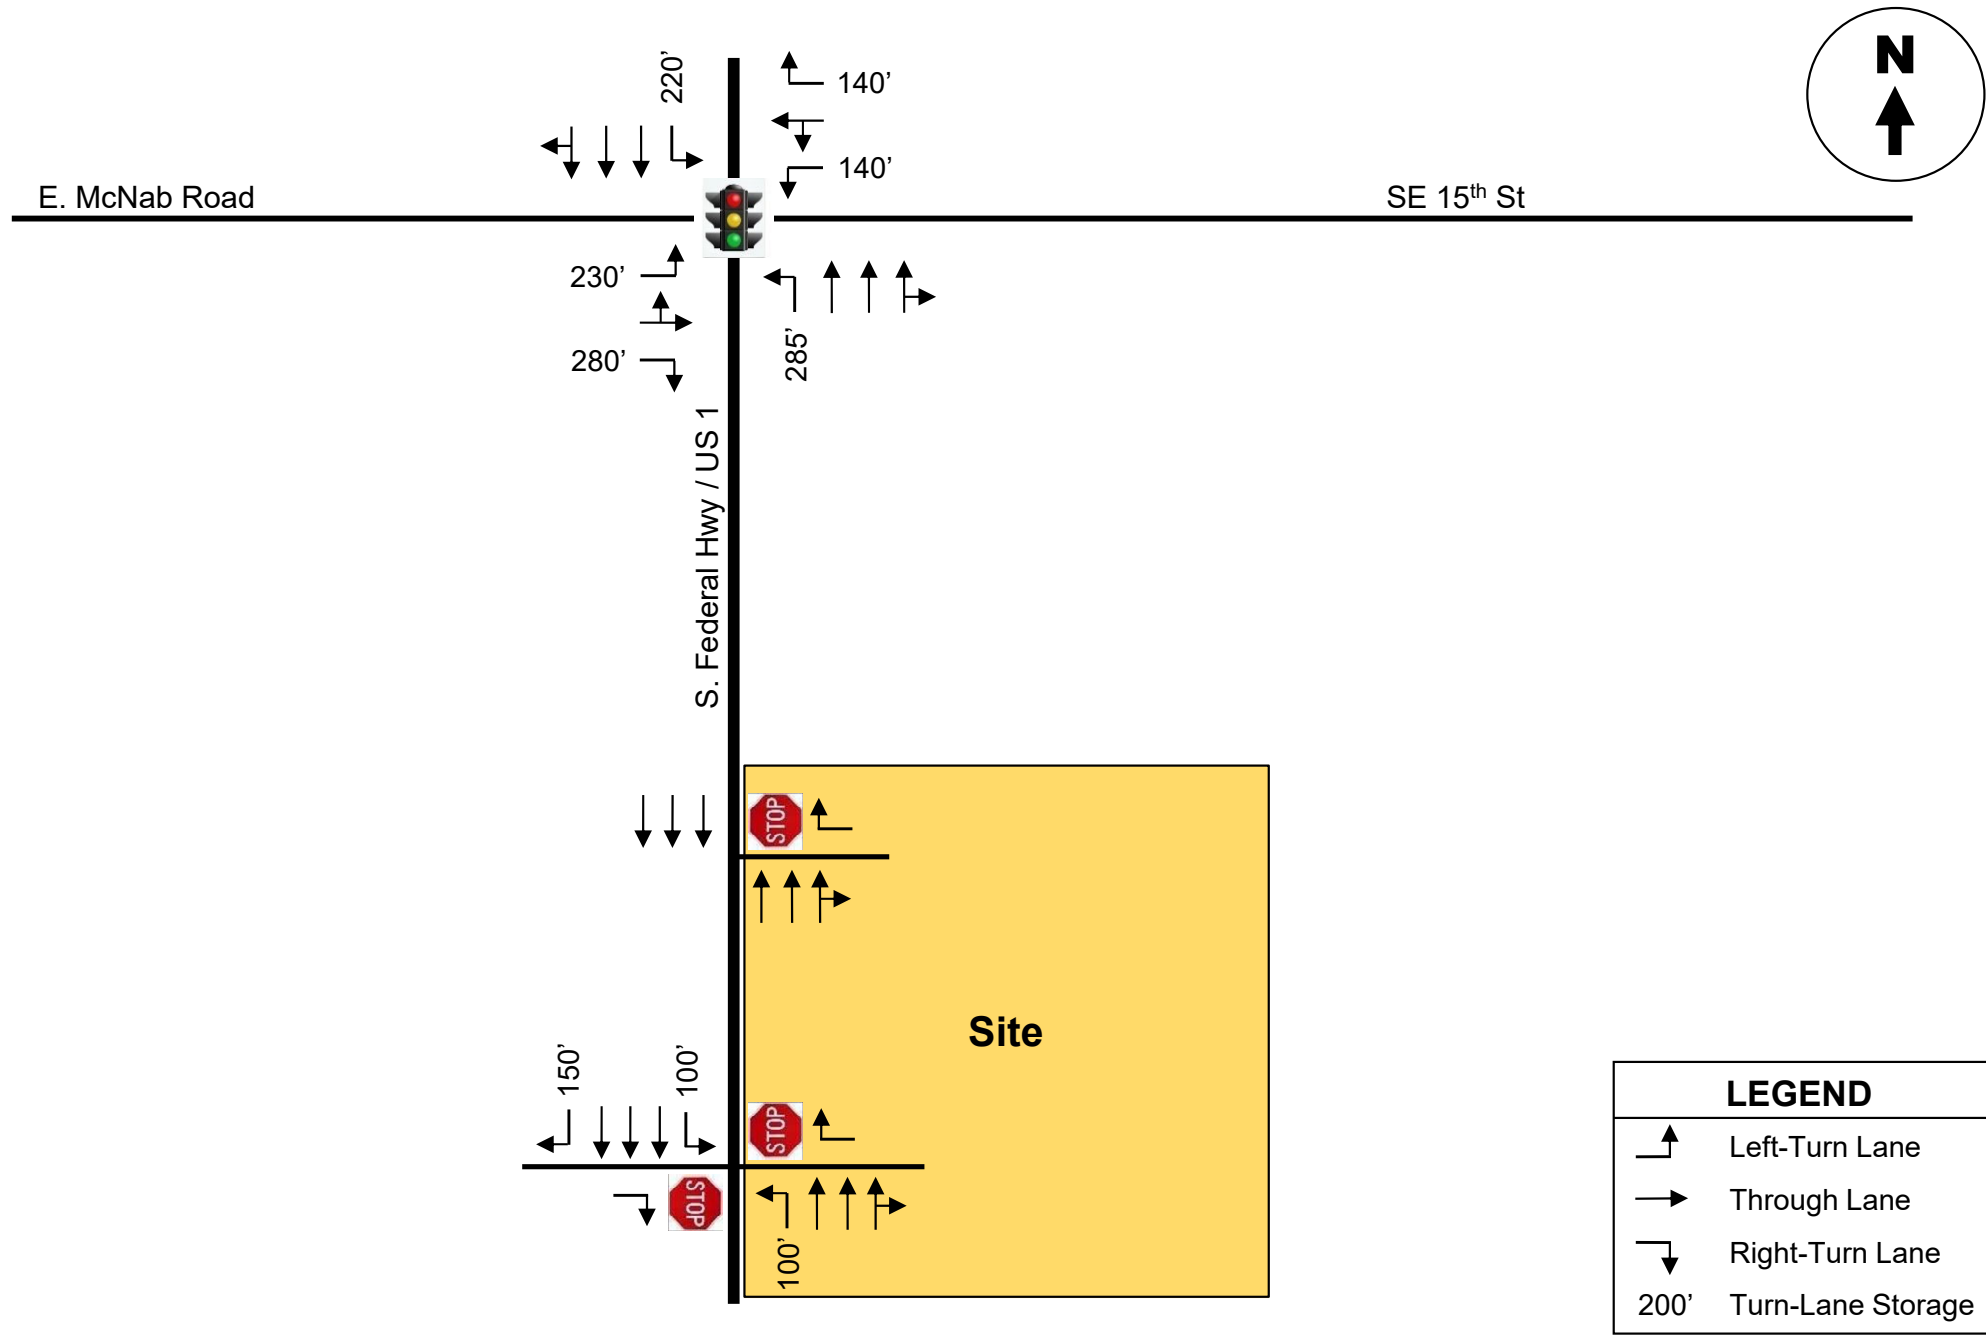 N
220’
140’
140’
E. McNab Road
SE 15th St
230’
280’
285’
S. Federal Hwy / US 1
STOP
Site
150’
100’
STOP
STOP
100’
LEGEND
Left-Turn Lane
Through Lane
Right-Turn Lane
200’ Turn-Lane Storage